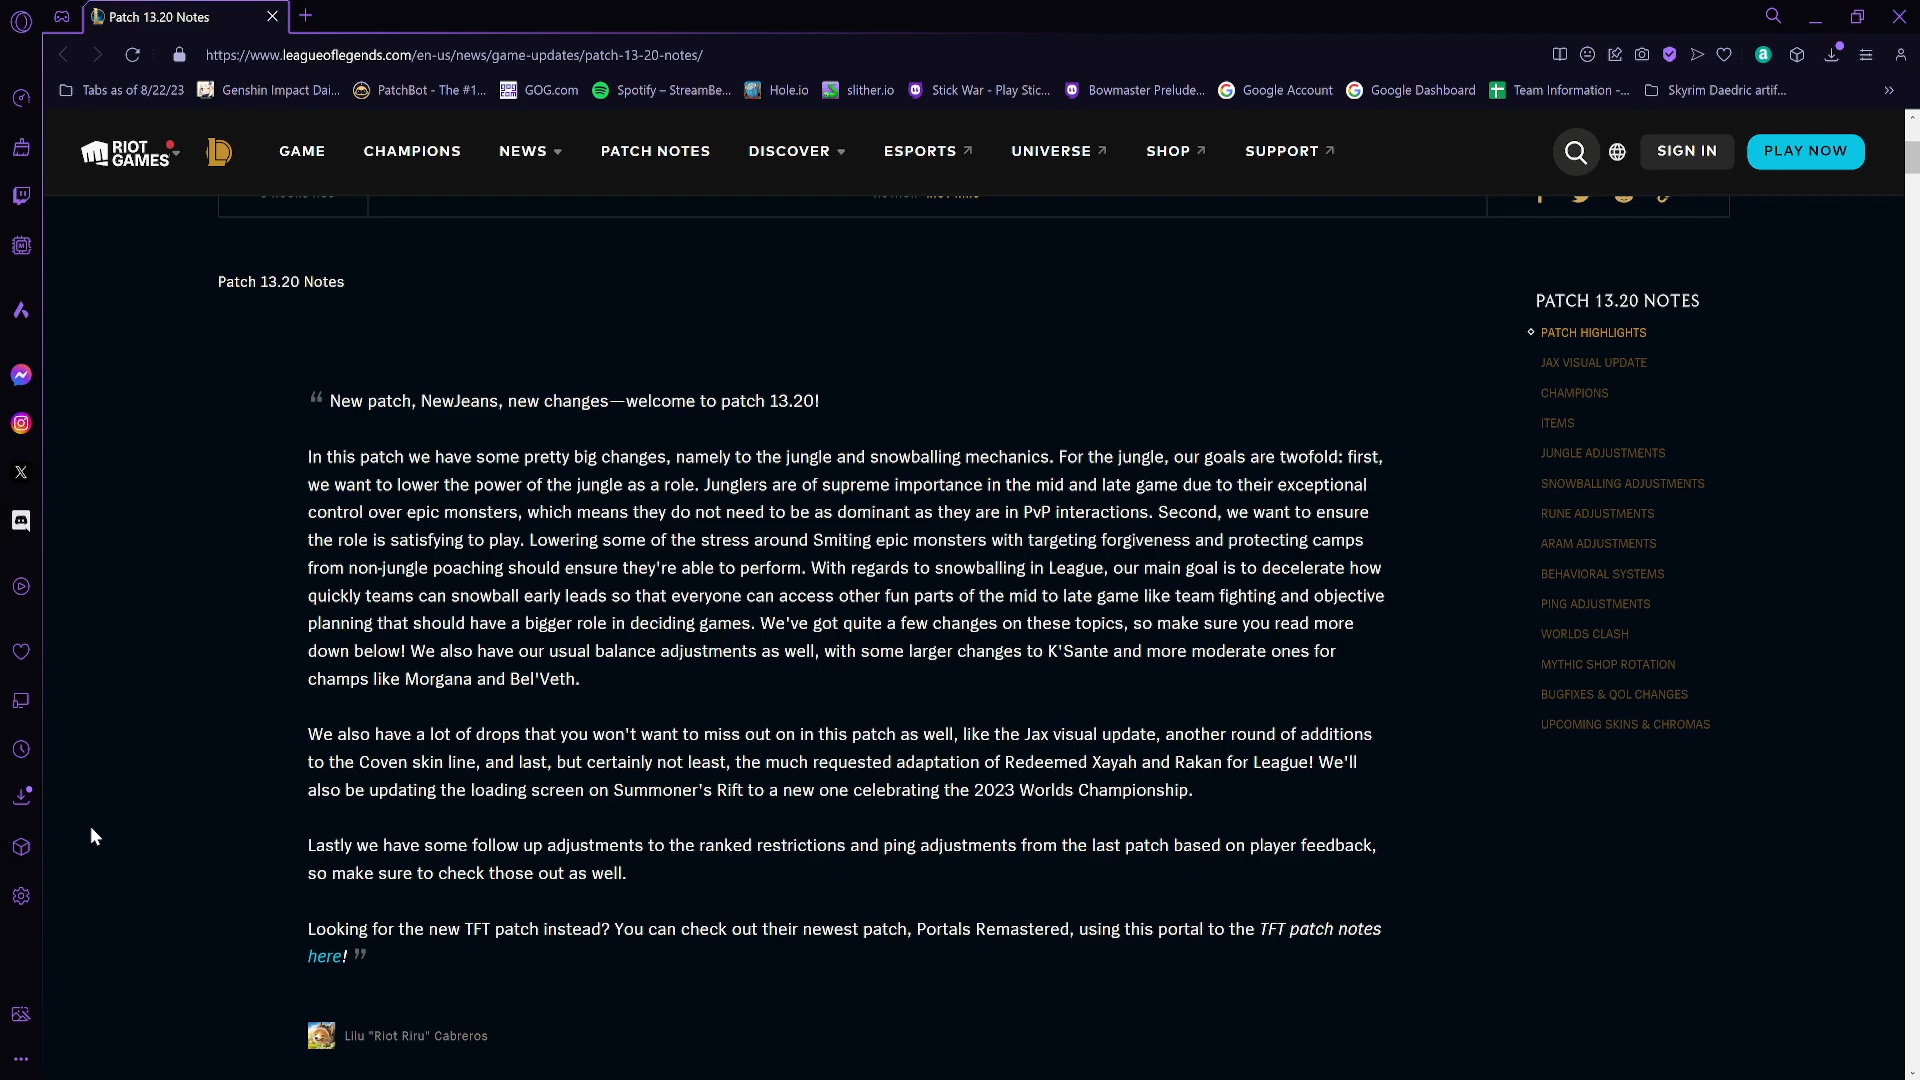 Patch 13.20 Notes
https://www.leagueoflegends.com/en-us/news/game-updates/patch-13-20-notes/
Tabs as of 8/22/23
Genshin Impact Dai...
PatchBot - The #1...
GOG.com
Spotify – StreamBe...
Hole.io
slither.io
Stick War - Play Stic...
Bowmaster Prelude...
Google Account
Google Dashboard
Team Information -...
Skyrim Daedric artif...
RIOT GAMES
GAME
CHAMPIONS
NEWS
PATCH NOTES
DISCOVER
ESPORTS
UNIVERSE
SHOP
SUPPORT
SIGN IN
PLAY NOW
Patch 13.20 Notes
“ New patch, NewJeans, new changes—welcome to patch 13.20!
In this patch we have some pretty big changes, namely to the jungle and snowballing mechanics. For the jungle, our goals are twofold: first,
we want to lower the power of the jungle as a role. Junglers are of supreme importance in the mid and late game due to their exceptional
control over epic monsters, which means they do not need to be as dominant as they are in PvP interactions. Second, we want to ensure
the role is satisfying to play. Lowering some of the stress around Smiting epic monsters with targeting forgiveness and protecting camps
from non-jungle poaching should ensure they're able to perform. With regards to snowballing in League, our main goal is to decelerate how
quickly teams can snowball early leads so that everyone can access other fun parts of the mid to late game like team fighting and objective
planning that should have a bigger role in deciding games. We've got quite a few changes on these topics, so make sure you read more
down below! We also have our usual balance adjustments as well, with some larger changes to K'Sante and more moderate ones for
champs like Morgana and Bel'Veth.
We also have a lot of drops that you won't want to miss out on in this patch as well, like the Jax visual update, another round of additions
to the Coven skin line, and last, but certainly not least, the much requested adaptation of Redeemed Xayah and Rakan for League! We'll
also be updating the loading screen on Summoner's Rift to a new one celebrating the 2023 Worlds Championship.
Lastly we have some follow up adjustments to the ranked restrictions and ping adjustments from the last patch based on player feedback,
so make sure to check those out as well.
Looking for the new TFT patch instead? You can check out their newest patch, Portals Remastered, using this portal to the TFT patch notes
here! ”
Lilu "Riot Riru" Cabreros
PATCH 13.20 NOTES
PATCH HIGHLIGHTS
JAX VISUAL UPDATE
CHAMPIONS
ITEMS
JUNGLE ADJUSTMENTS
SNOWBALLING ADJUSTMENTS
RUNE ADJUSTMENTS
ARAM ADJUSTMENTS
BEHAVIORAL SYSTEMS
PING ADJUSTMENTS
WORLDS CLASH
MYTHIC SHOP ROTATION
BUGFIXES & QOL CHANGES
UPCOMING SKINS & CHROMAS